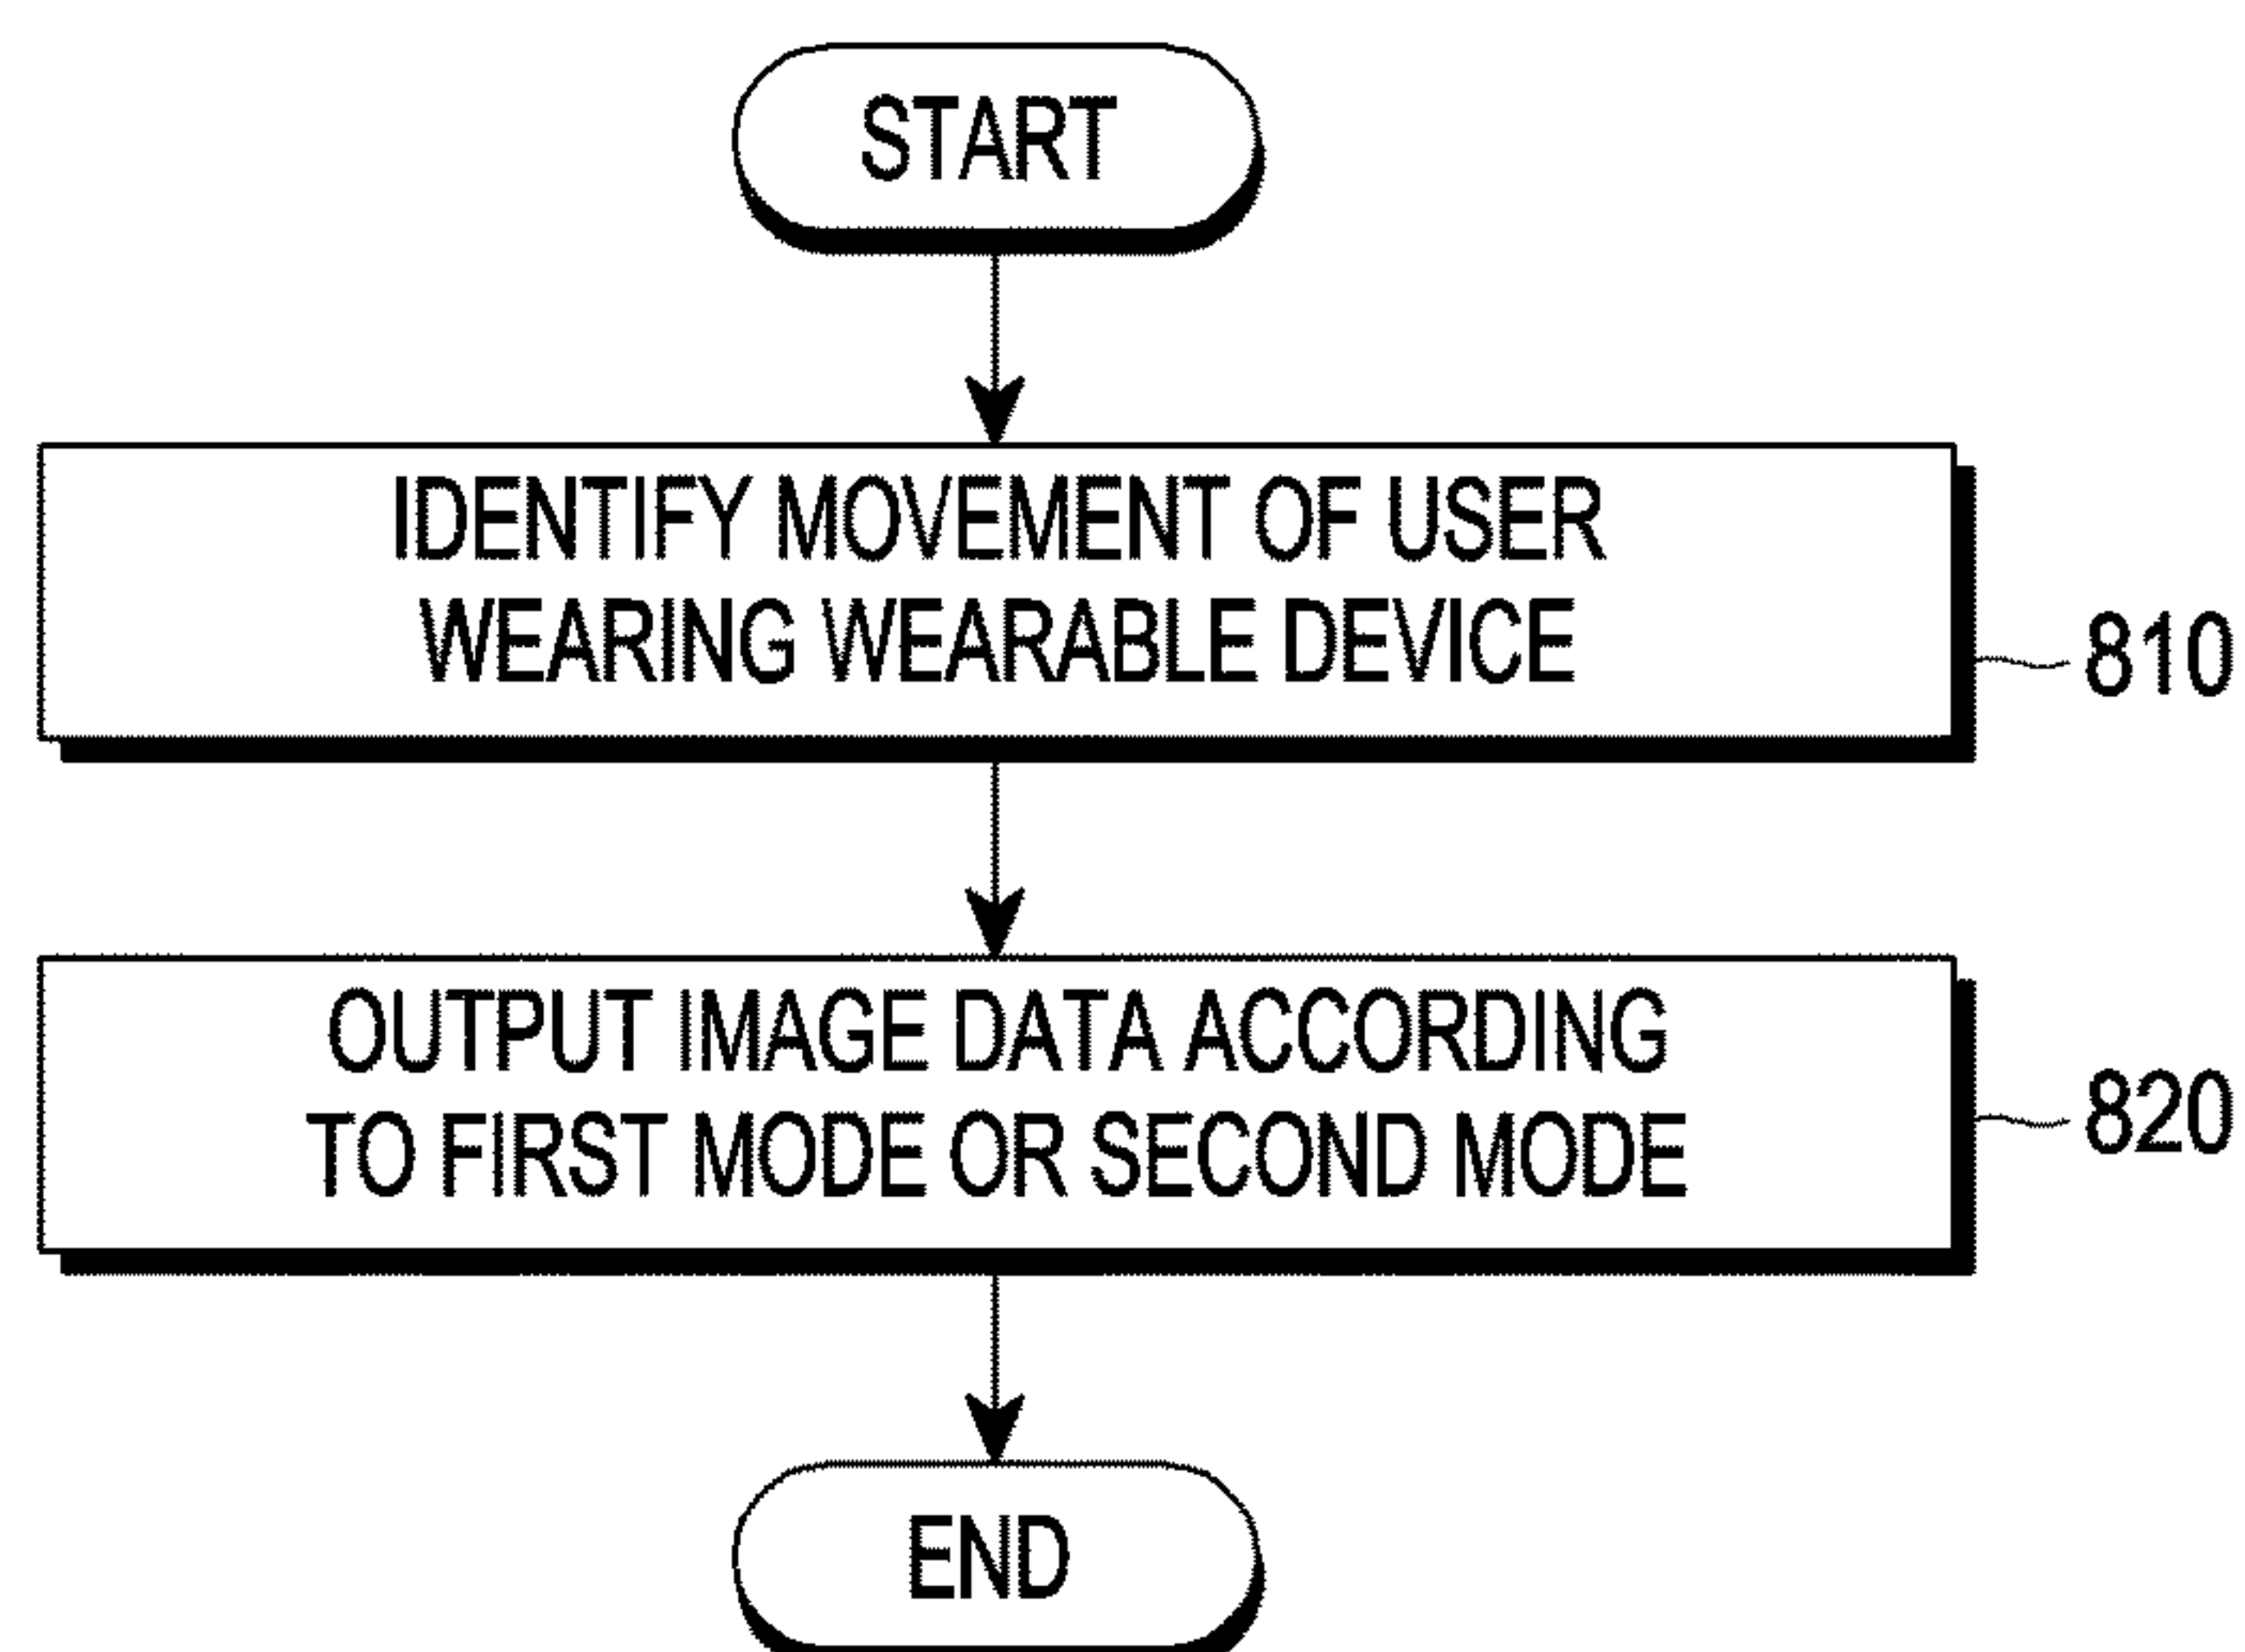 START
IDENTIFY MOVEMENT OF USER
WEARING WEARABLE DEVICE
810
OUTPUT IMAGE DATA ACCORDING
TO FIRST MODE OR SECOND MODE
820
END